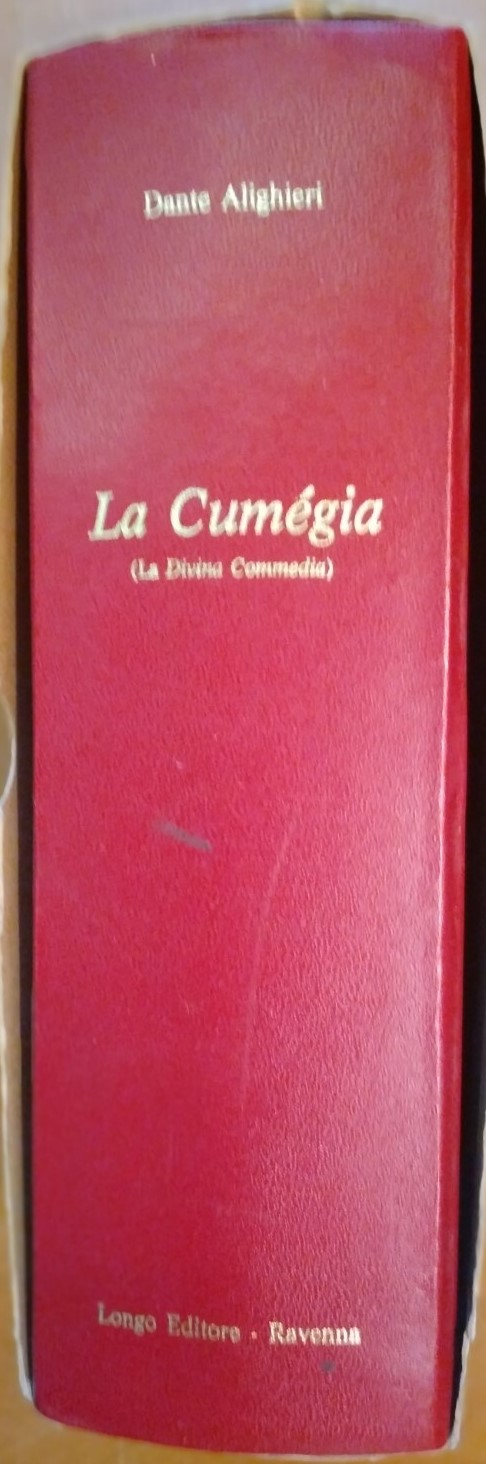 Dante Alighieri
La Cumégia
(La Divina Commedia)
Longo Editore - Ravenna